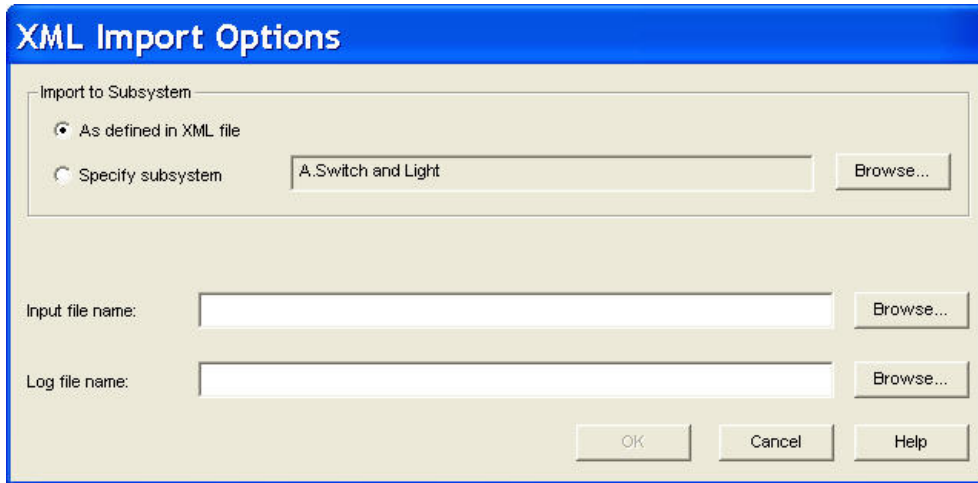 XML Import Options
Import to Subsystem
As defined in XML file
Specify subsystem
A.Switch and Light
Browse...
Input file name:
Browse...
Log file name:
Browse...
OK
Cancel
Help